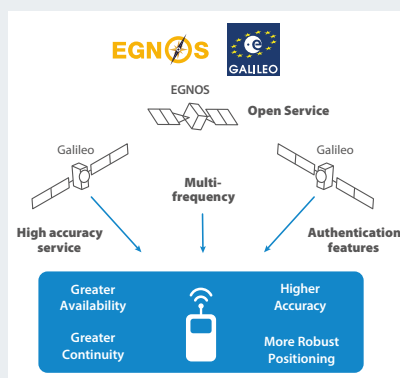 EGNOS
GALILEO
EGNOS
Open Service
Galileo
Galileo
Multi-
frequency
High accuracy
service
Authentication
features
Greater
Availability
Higher
Accuracy
Greater
Continuity
More Robust
Positioning